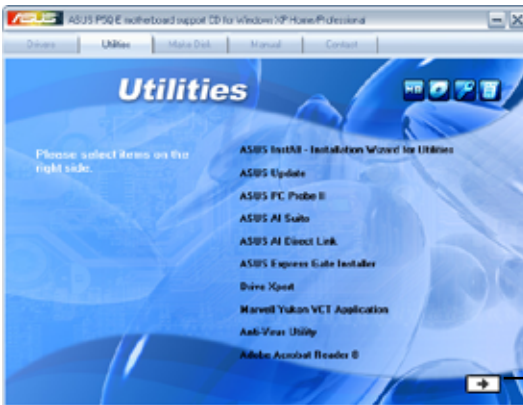 ASUS ASUS P5Q-E motherboard support CD for Windows XP Home/Professional
Drivers Utilities Make Disk Manual Contact
Utilities
Please select items on the
right side.
ASUS InstAll - Installation Wizard for Utilities
ASUS Update
ASUS PC Probe II
ASUS AI Suite
ASUS AI Direct Link
ASUS Express Gate Installer
Drive Xpert
Marvell Yukon VCT Application
Anti-Virus Utility
Adobe Acrobat Reader 8